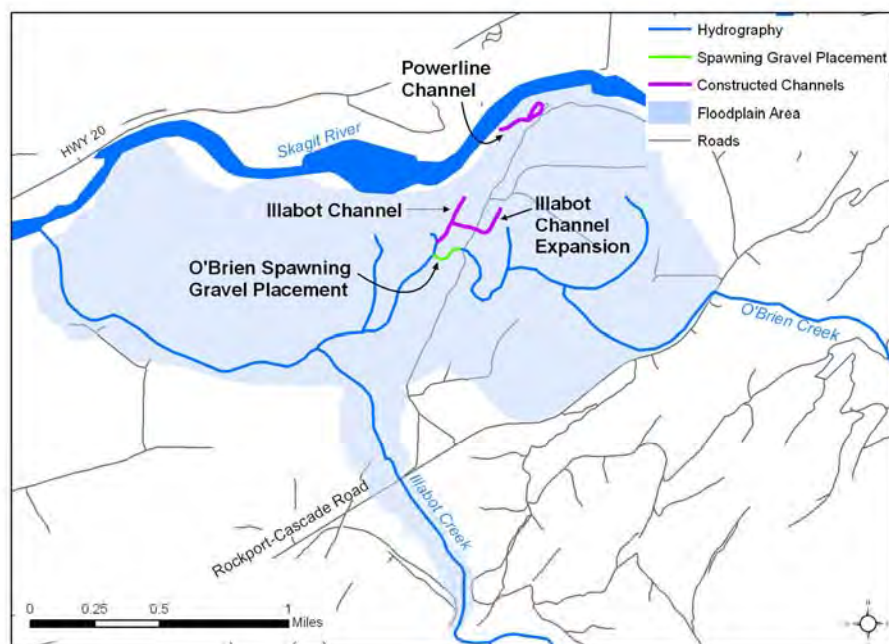 Hydrography
Spawning Gravel Placement
Constructed Channels
Floodplain Area
Roads
Powerline
Channel
HWY 20
Skagit River
Illabot Channel
Illabot
Channel
Expansion
O'Brien Spawning
Gravel Placement
O'Brien Creek
Rockport-Cascade Road
Illabot Creek
0 0.25 0.5 1
Miles